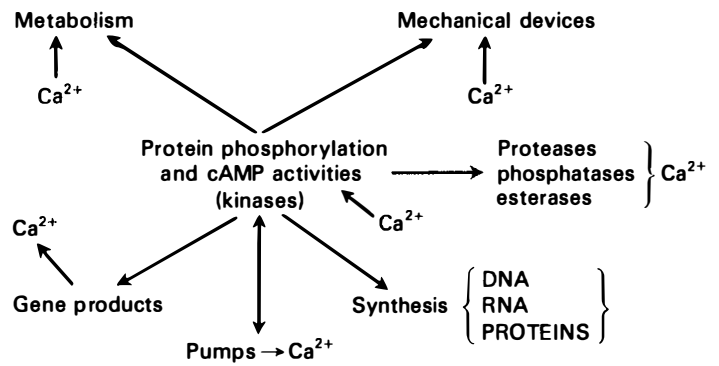 Metabolism
Mechanical devices
Ca²⁺
Ca²⁺
Protein phosphorylation
and cAMP activities
(kinases)
Proteases
phosphatases
esterases
Ca²⁺
Ca²⁺
Ca²⁺
Gene products
Synthesis
DNA
RNA
PROTEINS
Pumps → Ca²⁺